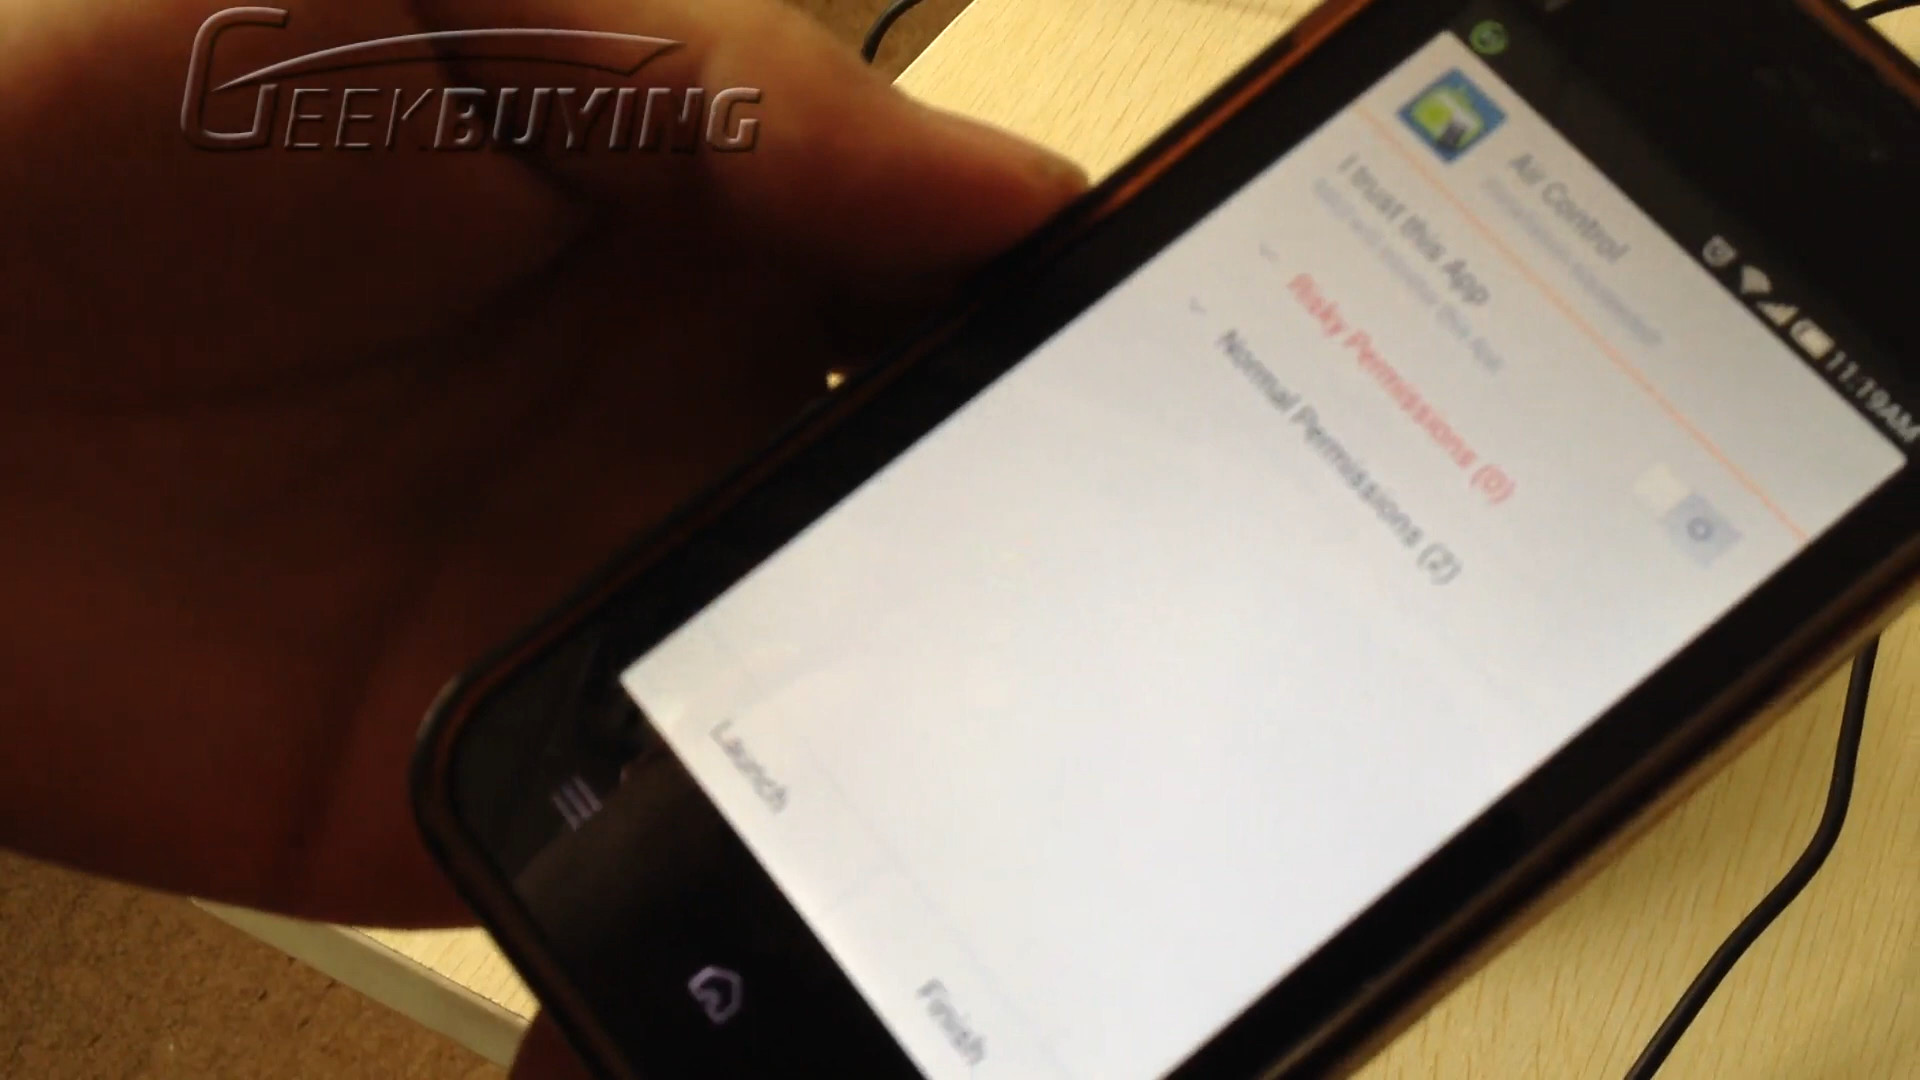 GEEKBUYING
11:19AM
Air Control
I trust this App
Risky Permissions (0)
Normal Permissions (2)
Launch
Finish